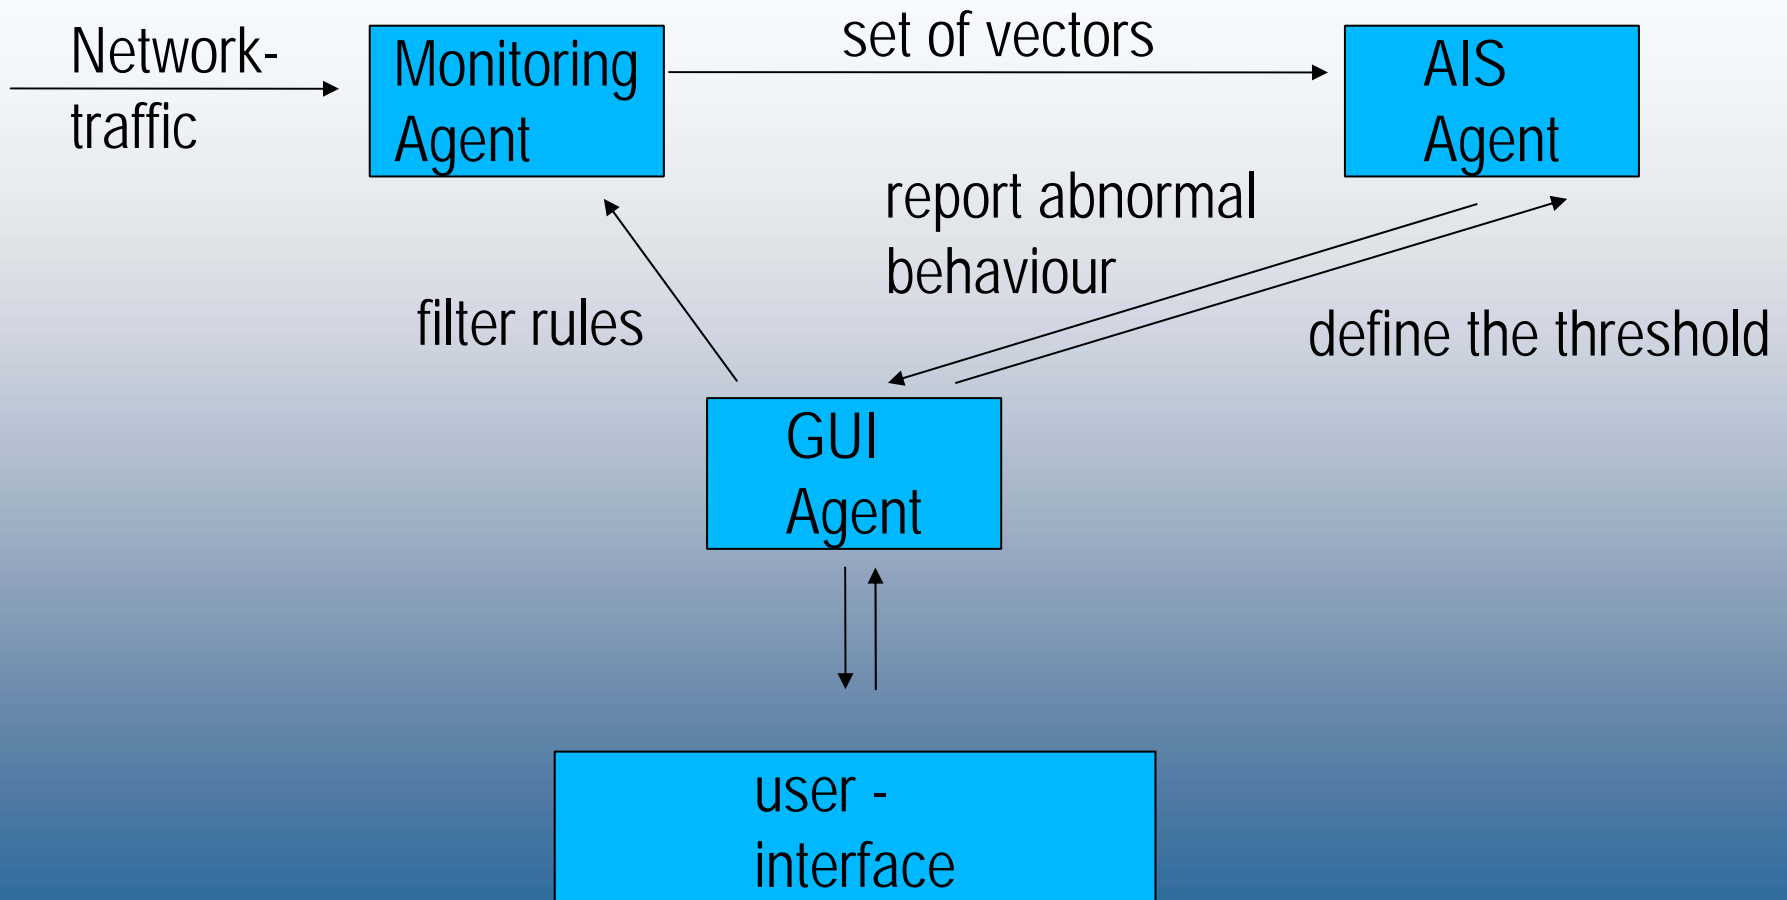 Network-
traffic
Monitoring
Agent
set of vectors
AIS
Agent
report abnormal
behaviour
filter rules
define the threshold
GUI
Agent
user -
interface